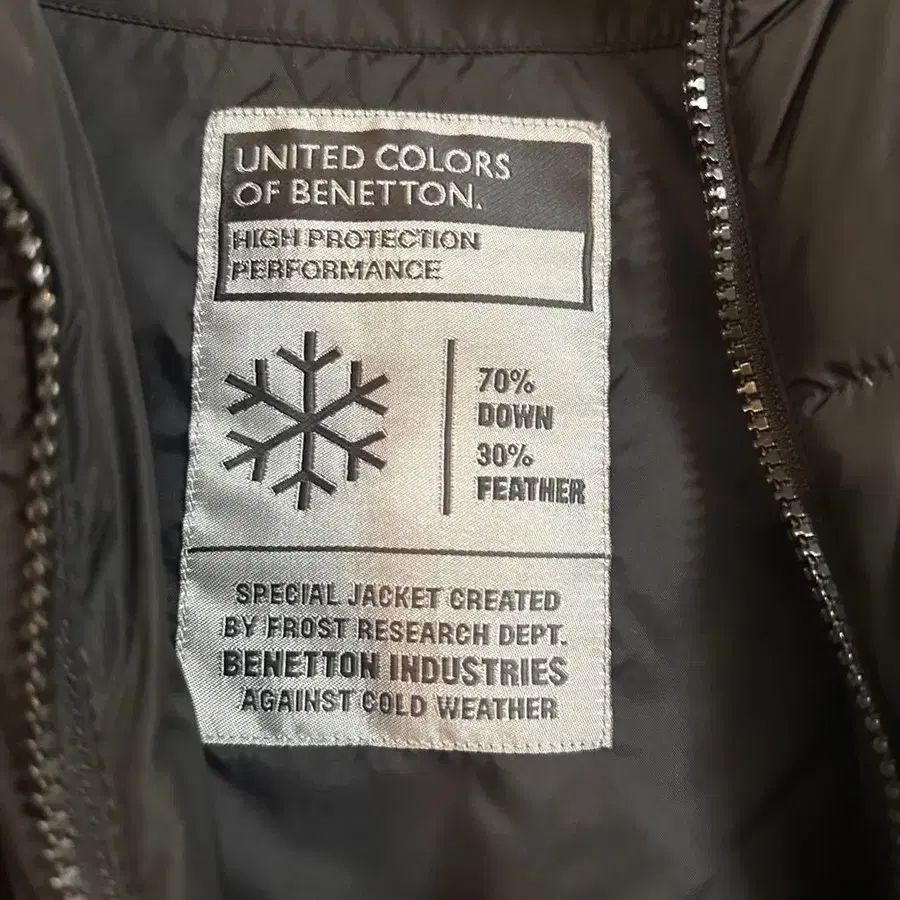 UNITED COLORS
OF BENETTON.
HIGH PROTECTION
PERFORMANCE
70%
DOWN
30%
FEATHER
SPECIAL JACKET CREATED
BY FROST RESEARCH DEPT.
BENETTON INDUSTRIES
AGAINST COLD WEATHER